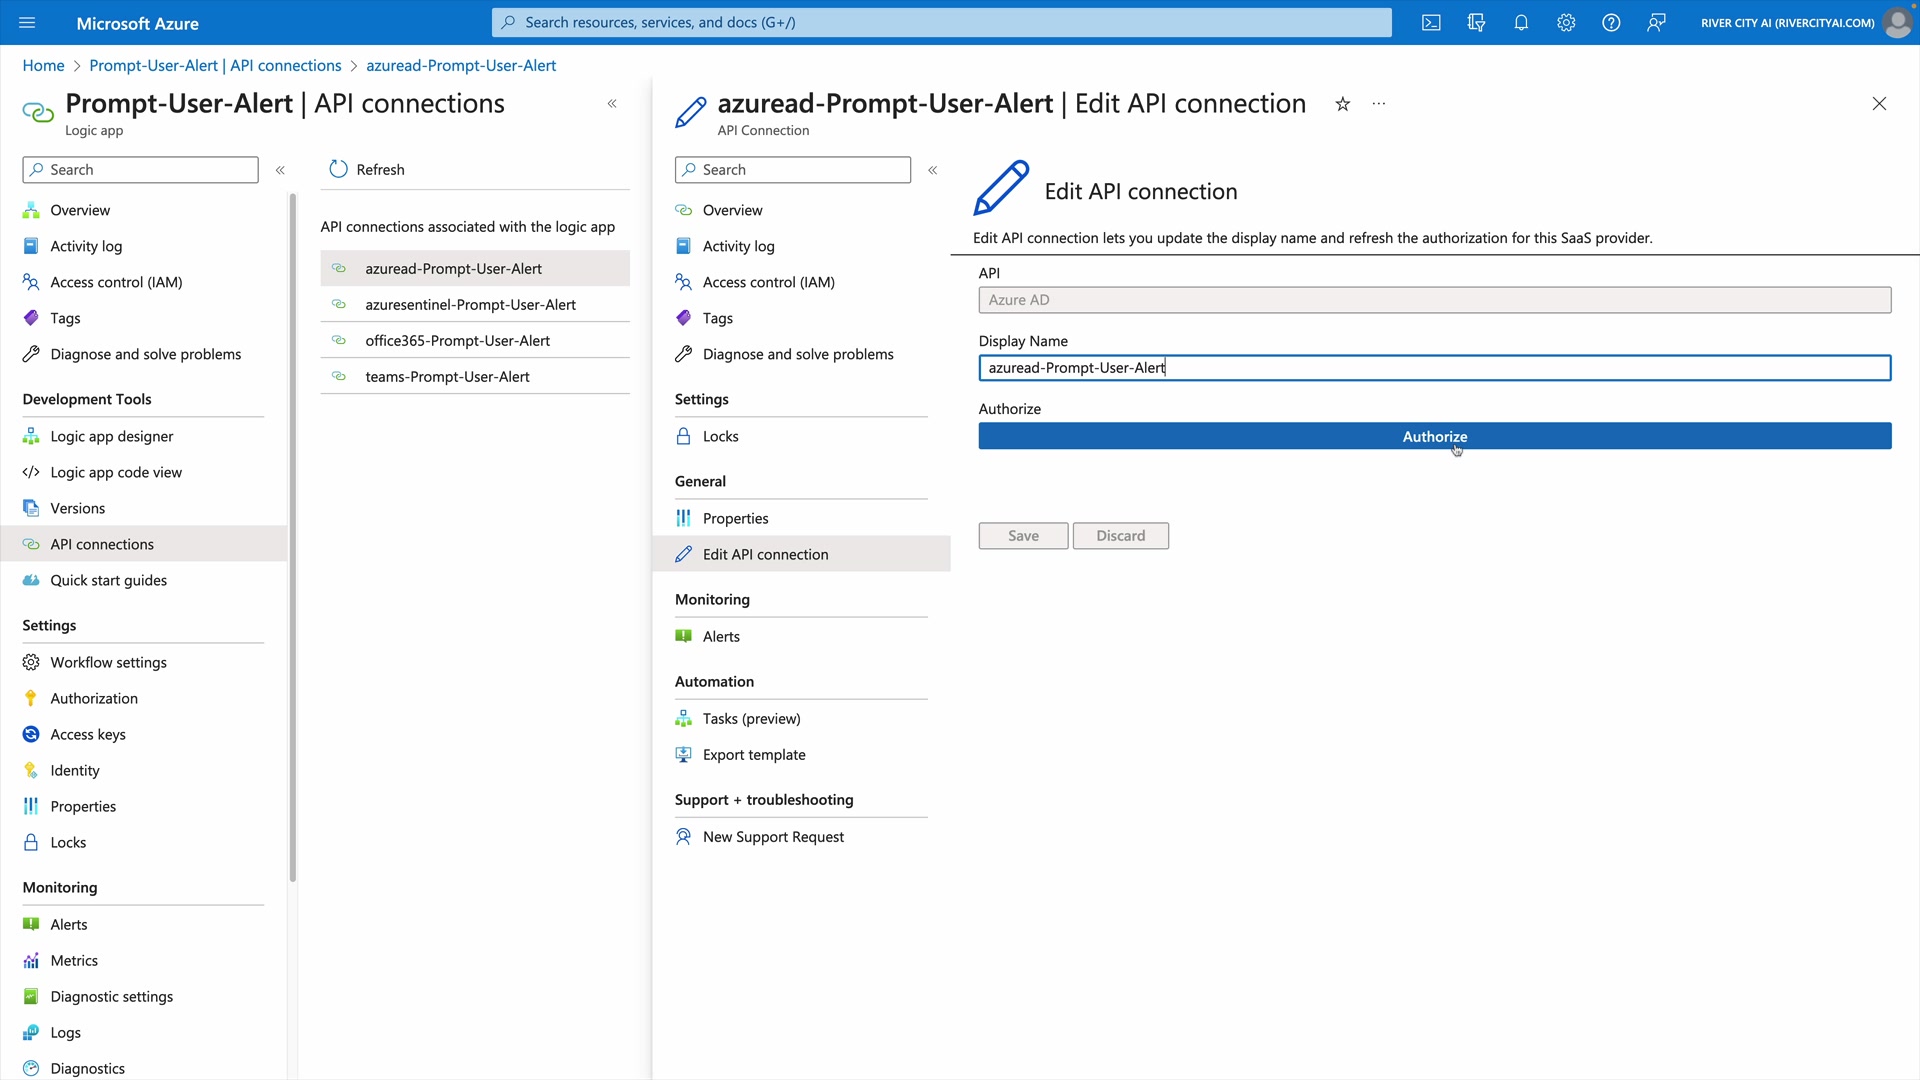 Microsoft Azure
Search resources, services, and docs (G+/)
RIVER CITY AI (RIVERCITYAI.COM)
Home > Prompt-User-Alert | API connections > azuread-Prompt-User-Alert
Prompt-User-Alert | API connections
Logic app
Search
Overview
Activity log
Access control (IAM)
Tags
Diagnose and solve problems
Development Tools
Logic app designer
Logic app code view
Versions
API connections
Quick start guides
Settings
Workflow settings
Authorization
Access keys
Identity
Properties
Locks
Monitoring
Alerts
Metrics
Diagnostic settings
Logs
Diagnostics
Refresh
API connections associated with the logic app
azuread-Prompt-User-Alert
azuresentinel-Prompt-User-Alert
office365-Prompt-User-Alert
teams-Prompt-User-Alert
azuread-Prompt-User-Alert | Edit API connection
API Connection
Search
Overview
Activity log
Access control (IAM)
Tags
Diagnose and solve problems
Settings
Locks
General
Properties
Edit API connection
Monitoring
Alerts
Automation
Tasks (preview)
Export template
Support + troubleshooting
New Support Request
Edit API connection
Edit API connection lets you update the display name and refresh the authorization for this SaaS provider.
API
Azure AD
Display Name
azuread-Prompt-User-Alert
Authorize
Authorize
Save
Discard